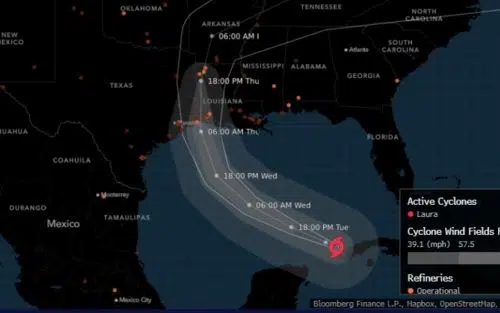 OKLAHOMA
TENNESSEE
NORTH
CAROLINA
NEW
MEXICO
ARKANSAS
06:00 AM
SOUTH
CAROLINA
Atlanta
MISSISSIPPI
ALABAMA
GEORGIA
18:00 PM Thu
TEXAS
LOUISIANA
06:00 AM Thu
FLORIDA
COAHUILA
18:00 PM Wed
Monterrey
DURANGO
TAMAULIPAS
06:00 AM Wed
Mexico
18:00 PM Tue
Active Cyclones
Laura
Cyclone Wind Fields
39.1 (mph) 57.5
Refineries
Operational
Mexico City
Bloomberg Finance L.P., Mapbox, OpenStreetMap,